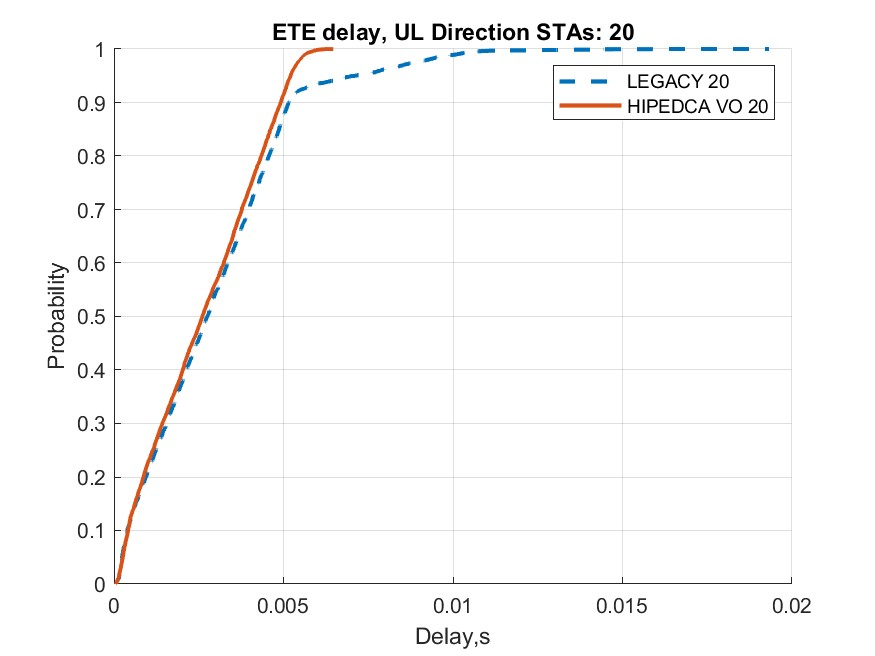 ETE delay, UL Direction STAs: 20
1
0.9
0.8
0.7
0.6
0.5
0.4
0.3
0.2
0.1
0
Probability
LEGACY 20
HIPEDCA VO 20
0 0.005 0.01 0.015 0.02
Delay,s